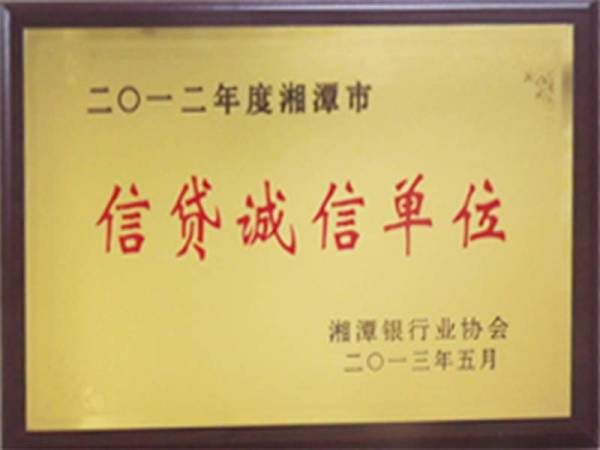 二〇一二年度湘潭市
信贷诚信单位
湘潭银行业协会
二〇一三年五月